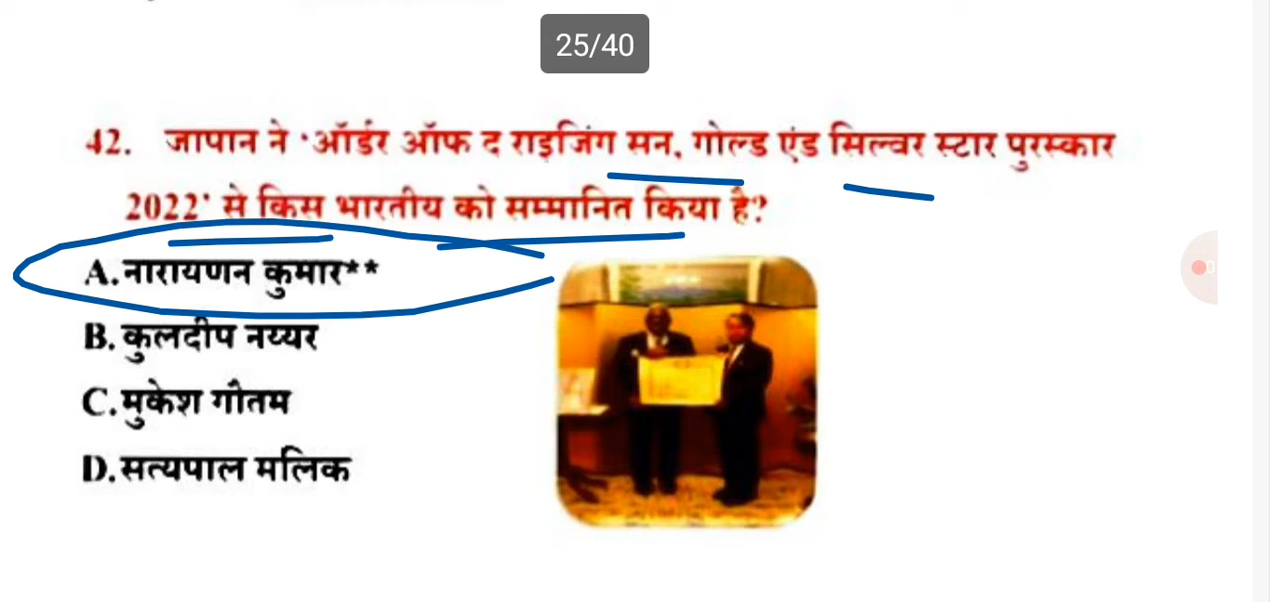 25/40
42. जापान ने 'ऑर्डर ऑफ द राइजिंग सन, गोल्ड एंड सिल्वर स्टार पुरस्कार
2022' से किस भारतीय को सम्मानित किया है?
A.नारायणन कुमार**
B. कुलदीप नय्यर
C.मुकेश गौतम
D.सत्यपाल मलिक